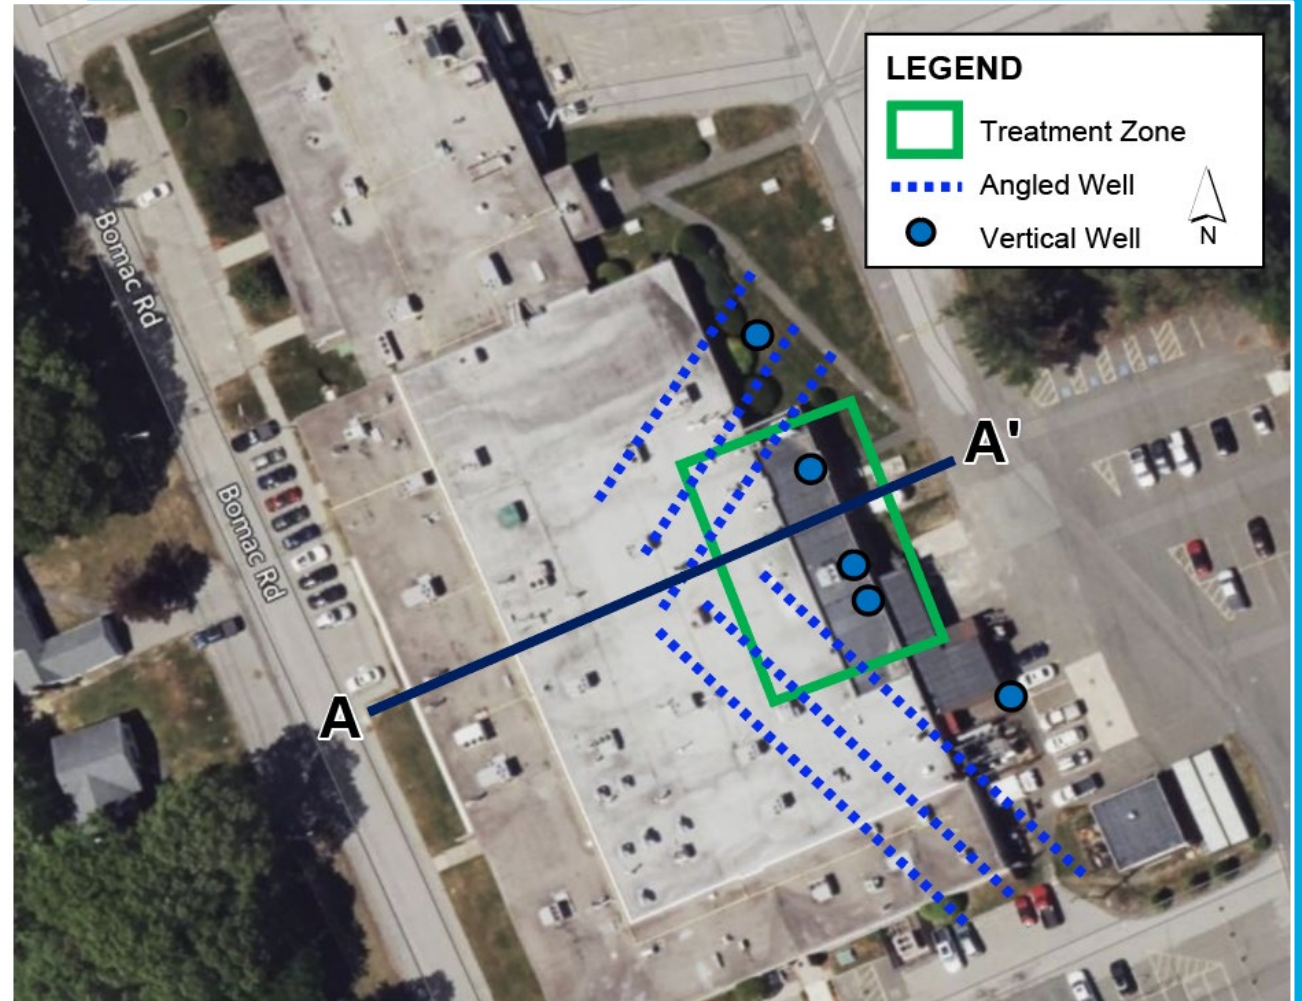 LEGEND
Treatment Zone
Angled Well
Vertical Well
N
Bomac Rd
Bomac Rd
A
A'